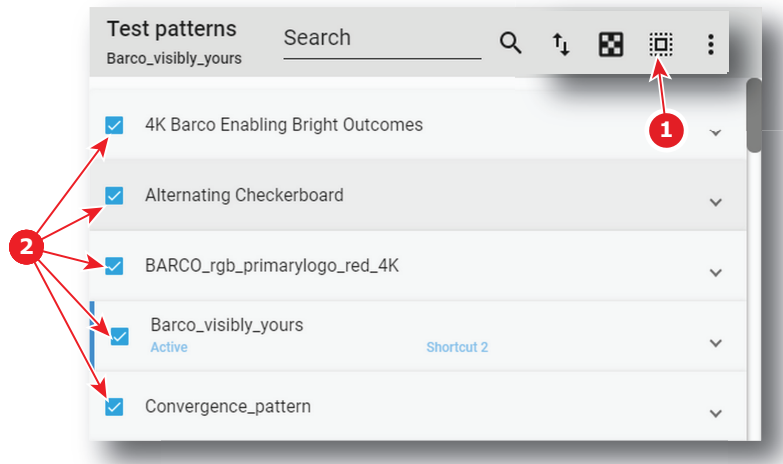 Test patterns
Barco_visibly_yours
Search
1
4K Barco Enabling Bright Outcomes
Alternating Checkerboard
2
BARCO_rgb_primarylogo_red_4K
Barco_visibly_yours
Active
Shortcut 2
Convergence_pattern